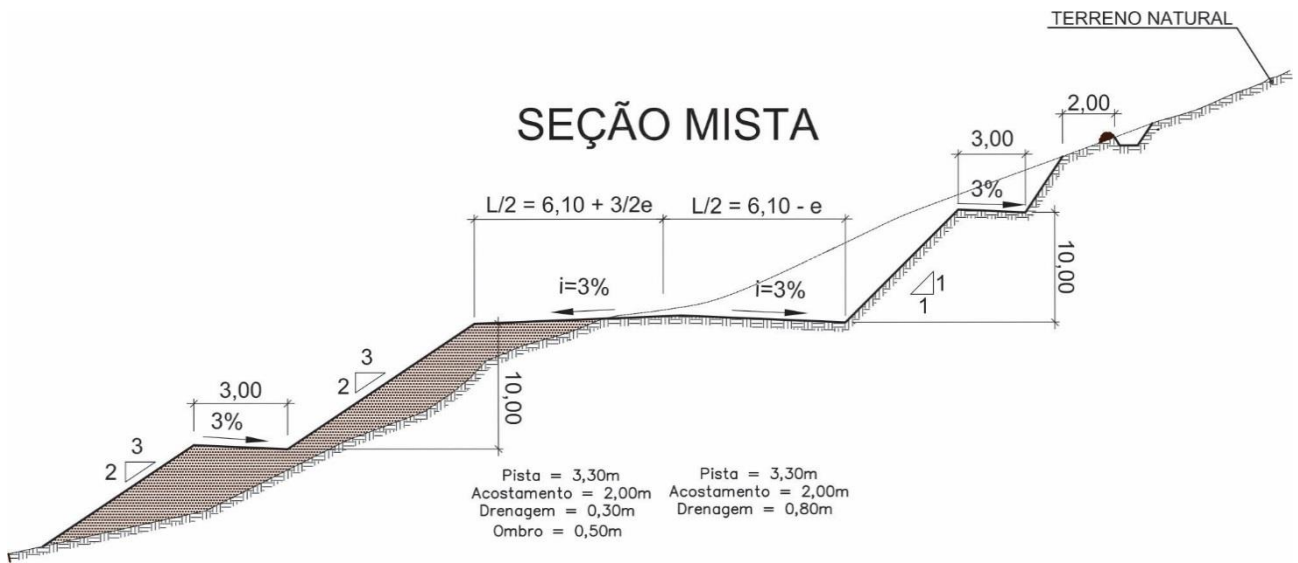 TERRENO NATURAL
SEÇÃO MISTA
2,00
3,00
3%
L/2 = 6,10 + 3/2e
L/2 = 6,10 - e
10,00
i=3%
i=3%
1
1
3
2
3,00
3%
10,00
3
2
Pista = 3,30m
Acostamento = 2,00m
Drenagem = 0,30m
Ombro = 0,50m
Pista = 3,30m
Acostamento = 2,00m
Drenagem = 0,80m